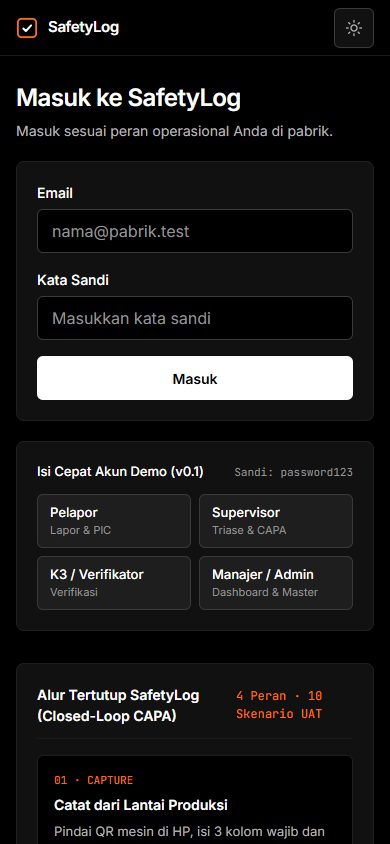 SafetyLog
Masuk ke SafetyLog
Masuk sesuai peran operasional Anda di pabrik.
Email
nama@pabrik.test
Kata Sandi
Masukkan kata sandi
Masuk
Isi Cepat Akun Demo (v0.1)
Sandi: password123
Pelapor
Lapor & PIC
Supervisor
Triase & CAPA
K3 / Verifikator
Verifikasi
Manajer / Admin
Dashboard & Master
Alur Tertutup SafetyLog
(Closed-Loop CAPA)
4 Peran · 10
Skenario UAT
01 · CAPTURE
Catat dari Lantai Produksi
Pindai QR mesin di HP, isi 3 kolom wajib dan